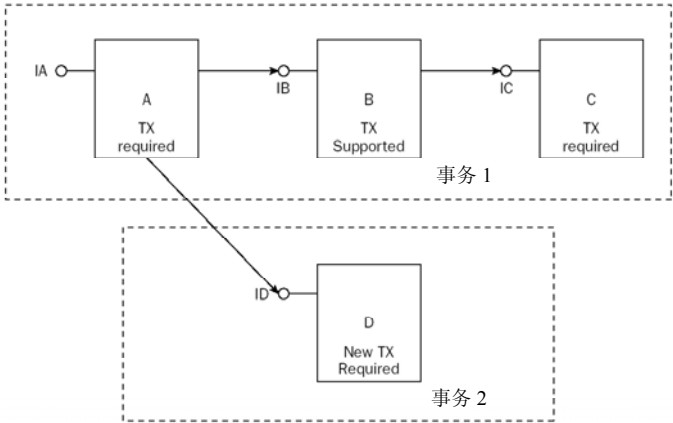 IA
A
TX
required
IB
B
TX
Supported
IC
C
TX
required
事务 1
ID
D
New TX
Required
事务 2